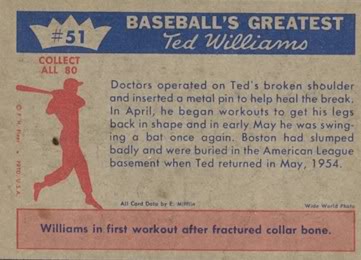 #51
BASEBALL'S GREATEST
Ted Williams
COLLECT
ALL 80
Doctors operated on Ted's broken shoulder
and inserted a metal pin to help heal the break.
In April, he began workouts to get his legs
back in shape and in early May he was swing-
ing a bat once again. Boston had slumped
badly and were buried in the American League
basement when Ted returned in May, 1954.
All Card Data by E. Mifflin
Wide World Photo
Williams in first workout after fractured collar bone.